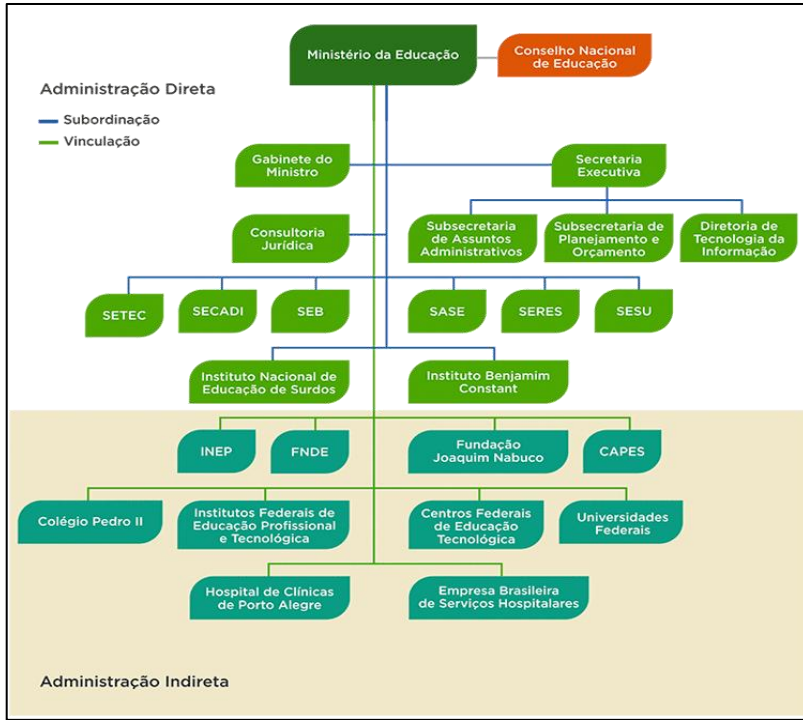 Ministério da Educação
Conselho Nacional
de Educação
Administração Direta
Subordinação
Vinculação
Gabinete do
Ministro
Secretaria
Executiva
Consultoria
Jurídica
Subsecretaria
de Assuntos
Administrativos
Subsecretaria de
Planejamento e
Orçamento
Diretoria de
Tecnologia da
Informação
SETEC
SECADI
SEB
SASE
SERES
SESU
Instituto Nacional de
Educação de Surdos
Instituto Benjamim
Constant
INEP
FNDE
Fundação
Joaquim Nabuco
CAPES
Colégio Pedro II
Institutos Federais de
Educação Profissional
e Tecnológica
Centros Federais
de Educação
Tecnológica
Universidades
Federais
Hospital de Clínicas
de Porto Alegre
Empresa Brasileira
de Serviços Hospitalares
Administração Indireta